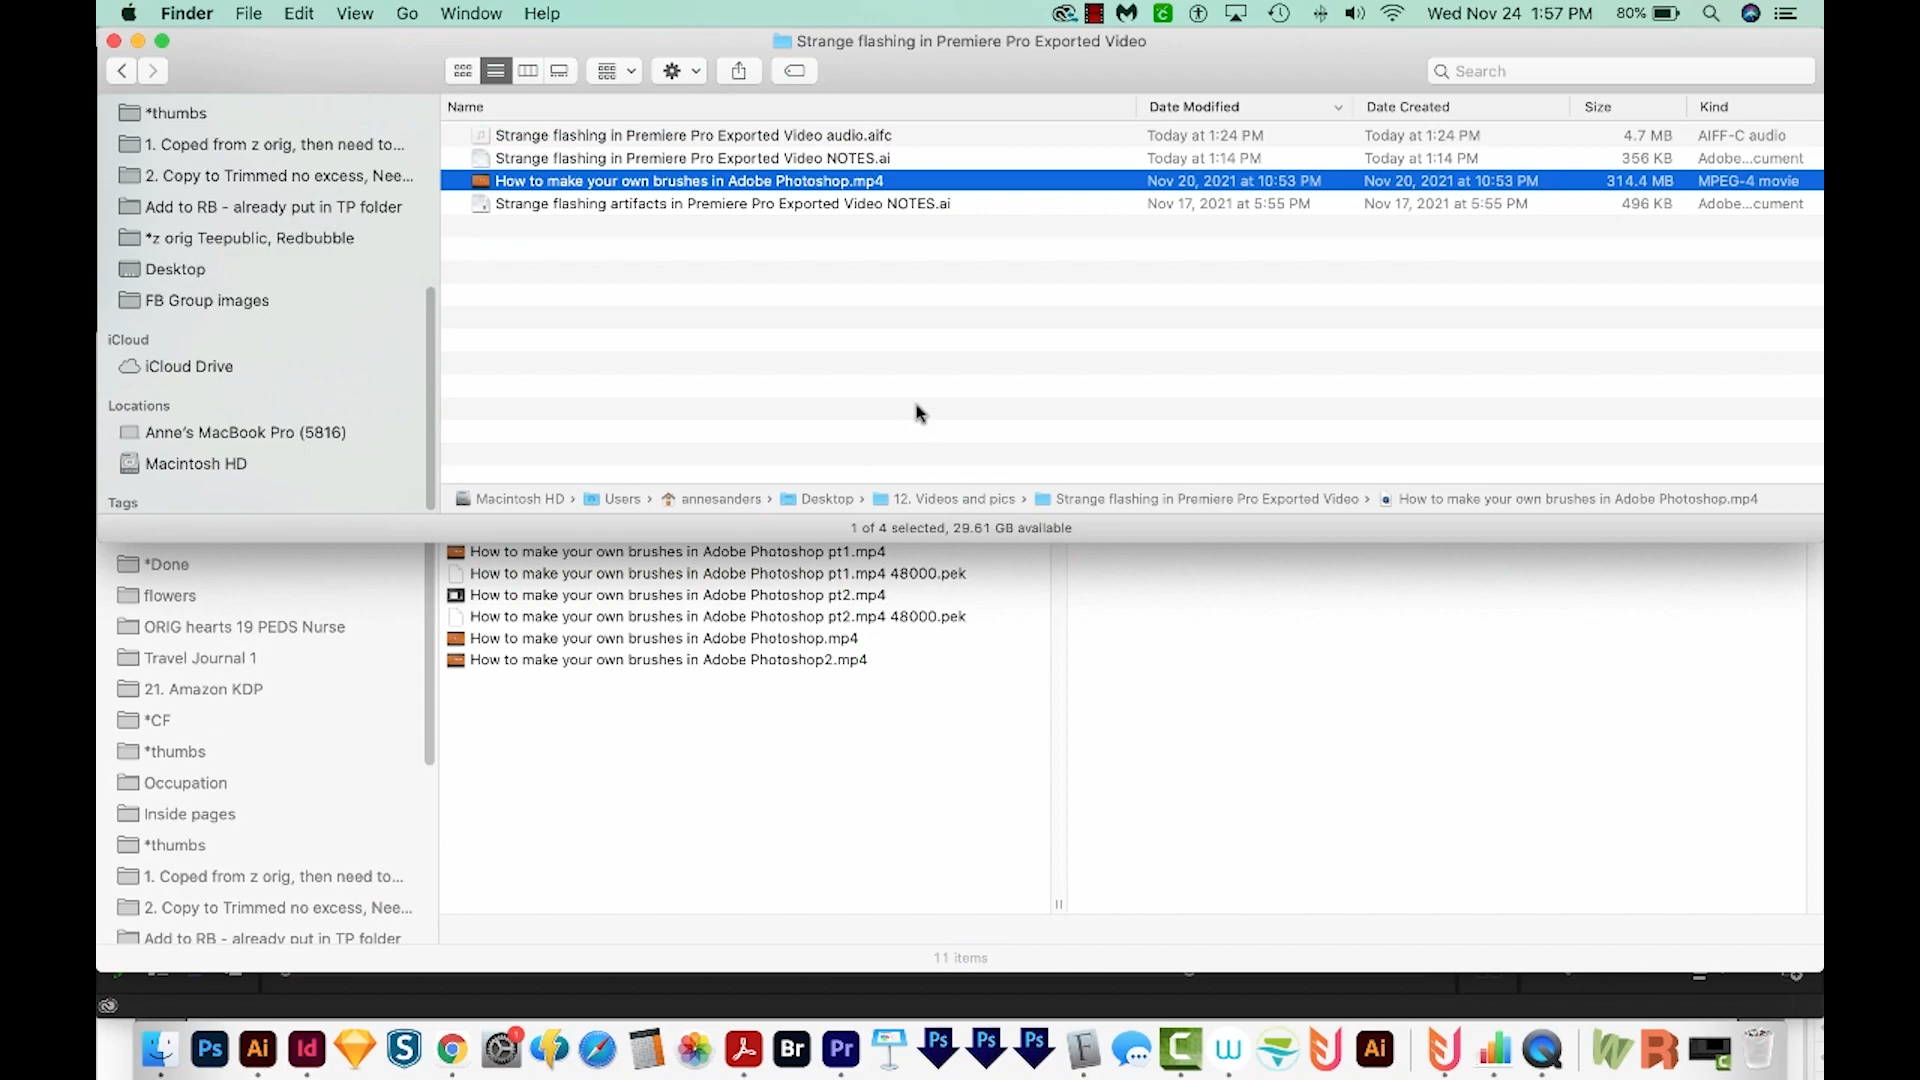 Finder File Edit View Go Window Help Wed Nov 24 1:57 PM 80%
Strange flashing in Premiere Pro Exported Video
Search
Name Date Modified Date Created Size Kind
Strange flashing in Premiere Pro Exported Video audio.aifc Today at 1:24 PM Today at 1:24 PM 4.7 MB AIFF-C audio
Strange flashing in Premiere Pro Exported Video NOTES.ai Today at 1:14 PM Today at 1:14 PM 356 KB Adobe...cument
How to make your own brushes in Adobe Photoshop.mp4 Nov 20, 2021 at 10:53 PM Nov 20, 2021 at 10:53 PM 314.4 MB MPEG-4 movie
Strange flashing artifacts in Premiere Pro Exported Video NOTES.ai Nov 17, 2021 at 5:55 PM Nov 17, 2021 at 5:55 PM 496 KB Adobe...cument
*thumbs
1. Coped from z orig, then need to...
2. Copy to Trimmed no excess, Nee...
Add to RB - already put in TP folder
*z orig Teepublic, Redbubble
Desktop
FB Group images
iCloud
iCloud Drive
Locations
Anne's MacBook Pro (5816)
Macintosh HD
Tags
Macintosh HD › Users › annesanders › Desktop › 12. Videos and pics › Strange flashing in Premiere Pro Exported Video › How to make your own brushes in Adobe Photoshop.mp4
1 of 4 selected, 29.61 GB available
*Done
flowers
ORIG hearts 19 PEDS Nurse
Travel Journal 1
21. Amazon KDP
*CF
*thumbs
Occupation
Inside pages
*thumbs
1. Coped from z orig, then need to...
2. Copy to Trimmed no excess, Nee...
Add to RB - already put in TP folder
How to make your own brushes in Adobe Photoshop pt1.mp4
How to make your own brushes in Adobe Photoshop pt1.mp4 48000.pek
How to make your own brushes in Adobe Photoshop pt2.mp4
How to make your own brushes in Adobe Photoshop pt2.mp4 48000.pek
How to make your own brushes in Adobe Photoshop.mp4
How to make your own brushes in Adobe Photoshop2.mp4
11 items
Ps Ai Id S 1 Br Pr Ps Ps Ps F C W U Ai U W R